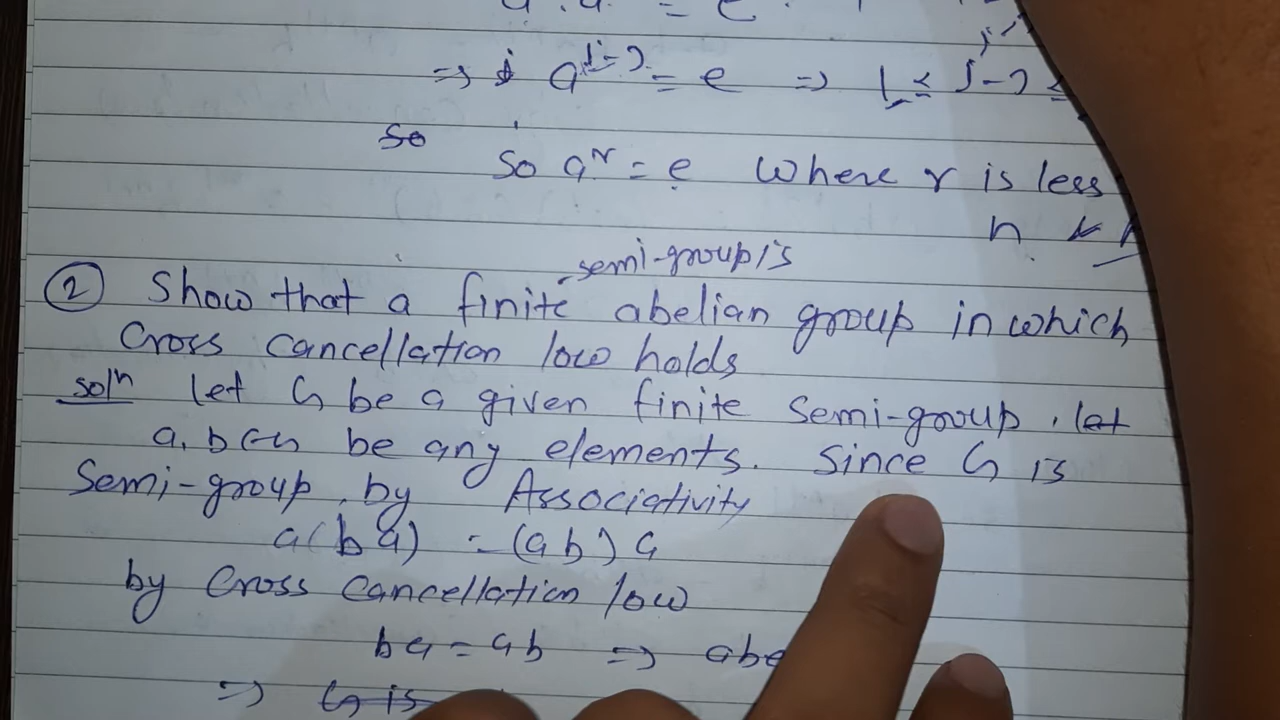 = e
=> a^{j-i} = e => 1 ≤ j-i ≤
so
So a^r = e Where r is less
n
semi-group is
② Show that a finite abelian group in which
Cross cancellation low holds
solⁿ let G be a given finite semi-group. let
a, b ∈ G be any elements. Since G is
Semi-group, by Associativity
a(ba) = (ab)a
by Cross Cancellation low
ba = ab => abe
=> G is